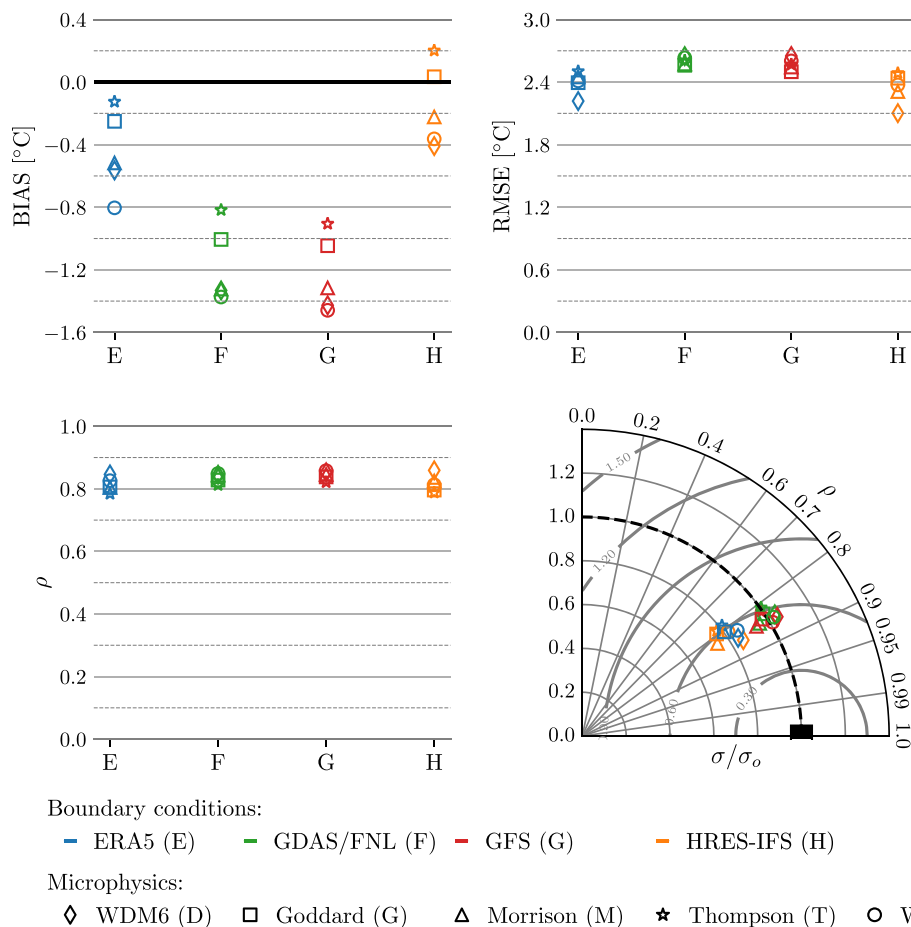 BIAS [°C]
0.4
0.0
−0.4
−0.8
−1.2
−1.6
E F G H
RMSE [°C]
3.0
2.4
1.8
1.2
0.6
0.0
E F G H
ρ
1.0
0.8
0.6
0.4
0.2
0.0
E F G H
0.0 0.2 0.4 0.6 0.7 0.8 0.9 0.95 0.99 1.0
ρ
1.2
1.0
0.8
0.6
0.4
0.2
0.0
1.50
1.20
0.30
σ/σₒ
Boundary conditions:
ERA5 (E) GDAS/FNL (F) GFS (G) HRES-IFS (H)
Microphysics:
WDM6 (D) Goddard (G) Morrison (M) Thompson (T)